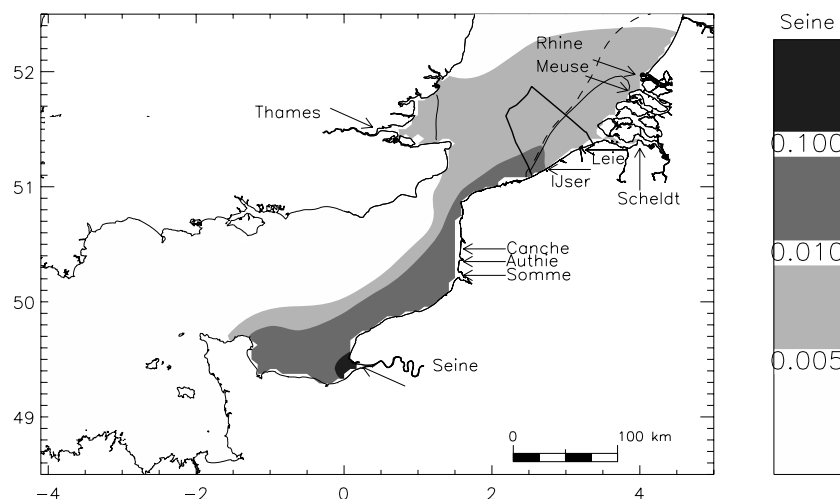 Seine
52
51
50
49
-4
-2
0
2
4
Rhine
Meuse
Thames
Leie
IJser
Scheldt
Canche
Authie
Somme
Seine
0
100 km
0.100
0.010
0.005